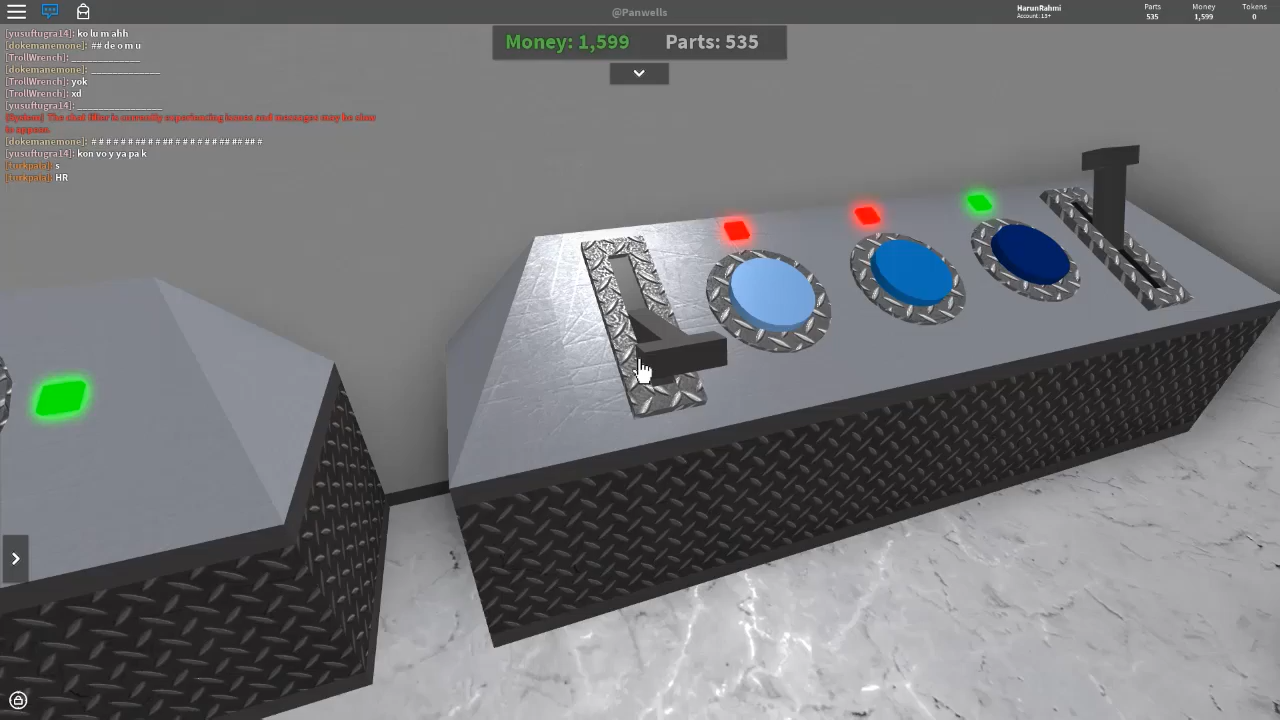 @Panwells
HarunRahmi
Account: 13+
Parts
535
Money
1,599
Tokens
0
Money: 1,599 Parts: 535
[yusuftugra14]: ko lu m ahh
[dokemanemone]: ## de o m u
[TrollWrench]: _______________
[dokemanemone]: _______________
[TrollWrench]: yok
[TrollWrench]: xd
[yusuftugra14]: __________________
[System] The chat filter is currently experiencing issues and messages may be slow
to appear.
[dokemanemone]: # # # # # # ## # # ## # # # # # # ## ## ## #
[yusuftugra14]: kon vo y ya pa k
s
HR